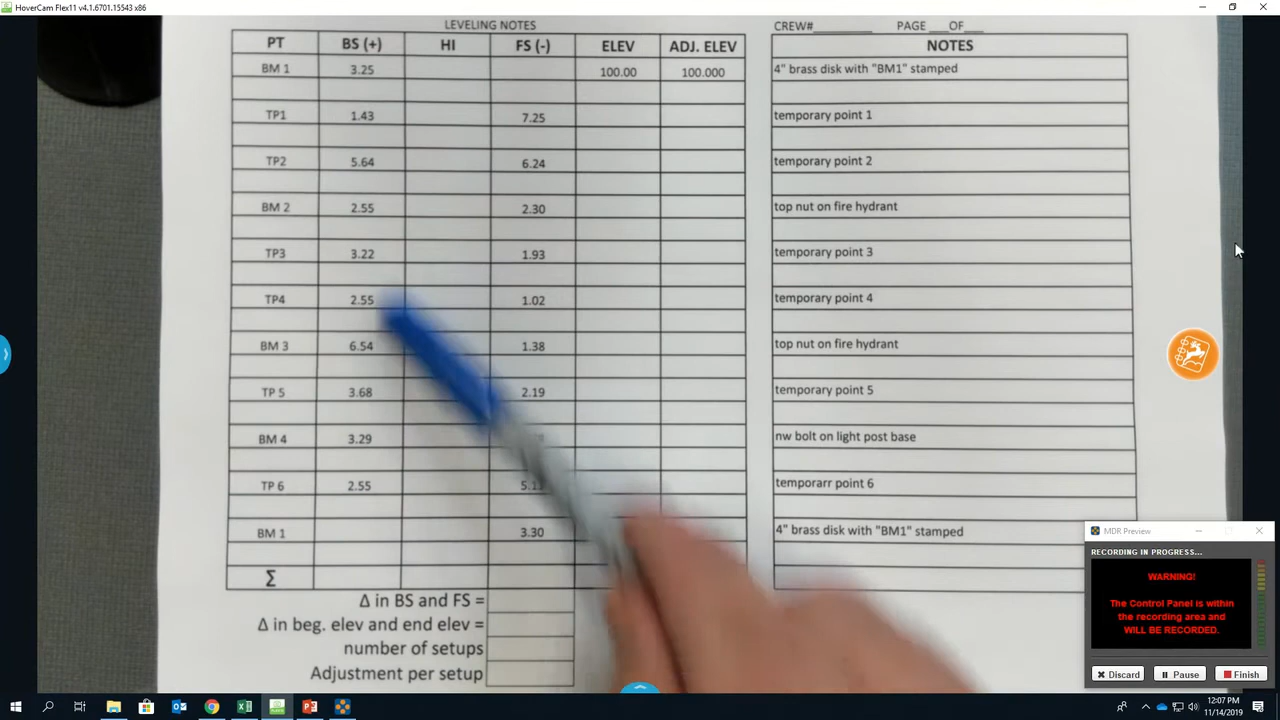 HoverCam Flex11 v4.1.6701.15543 x86
LEVELING NOTES
CREW#________ PAGE ___OF___
PT BS (+) HI FS (-) ELEV ADJ. ELEV NOTES
BM 1 3.25 100.00 100.000 4" brass disk with "BM1" stamped
TP1 1.43 7.25 temporary point 1
TP2 5.64 6.24 temporary point 2
BM 2 2.55 2.30 top nut on fire hydrant
TP3 3.22 1.93 temporary point 3
TP4 2.55 1.02 temporary point 4
BM 3 6.54 1.38 top nut on fire hydrant
TP 5 3.68 2.19 temporary point 5
BM 4 3.29 nw bolt on light post base
TP 6 2.55 temporarr point 6
BM 1 3.30 4" brass disk with "BM1" stamped
Σ
Δ in BS and FS =
Δ in beg. elev and end elev=
number of setups
Adjustment per setup
MDR Preview
RECORDING IN PROGRESS...
WARNING!
The Control Panel is within
the recording area and
WILL BE RECORDED.
Discard Pause Finish
12:07 PM
11/14/2019